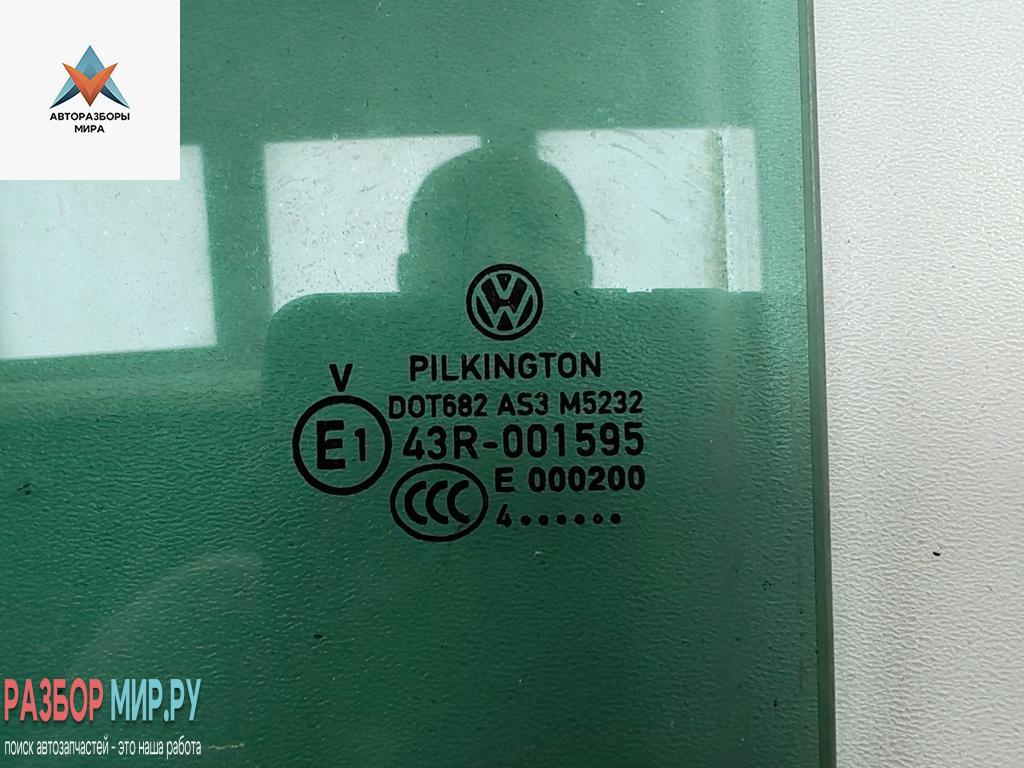 АВТОРАЗБОРЫ
МИРА
PILKINGTON
V
DOT682 AS3 M5232
E1 43R-001595
CCC E 000200
4......
РАЗБОР МИР.РУ
поиск автозапчастей - это наша работа